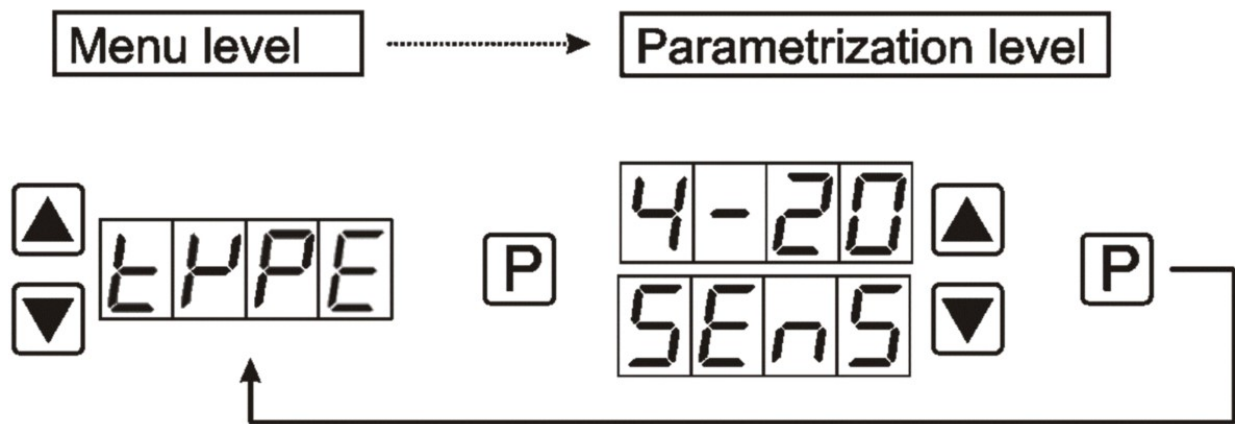 Menu level
Parametrization level
tYPE
P
4-20
SEnS
P